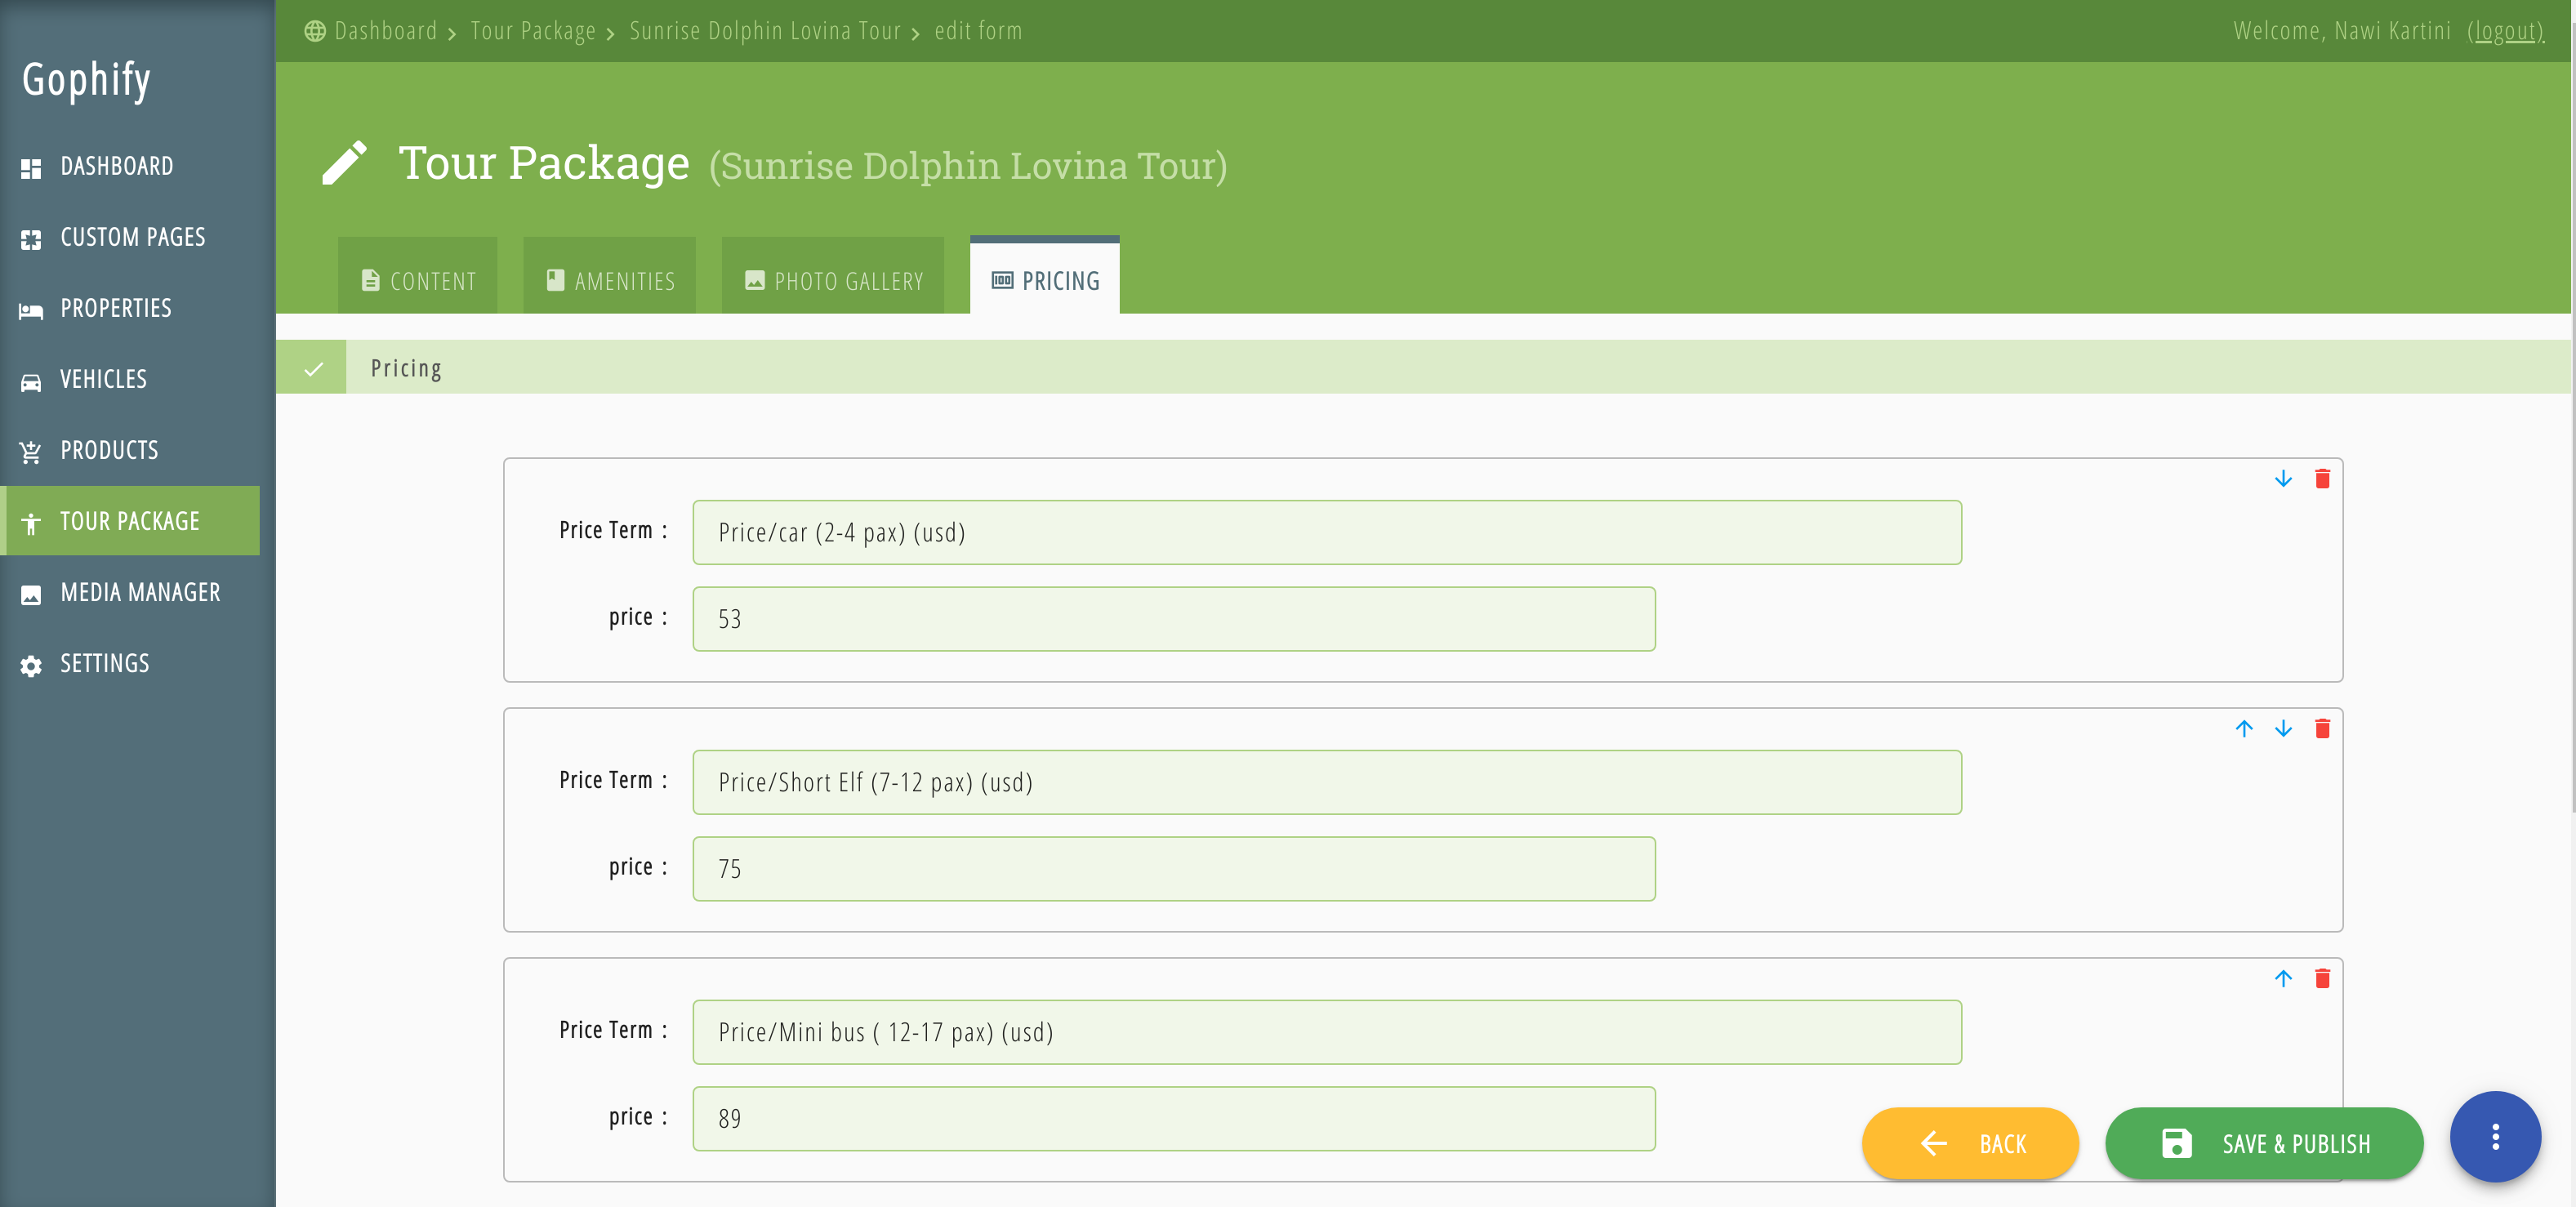 Dashboard > Tour Package > Sunrise Dolphin Lovina Tour > edit form
Welcome, Nawi Kartini (logout)
Gophify
DASHBOARD
CUSTOM PAGES
PROPERTIES
VEHICLES
PRODUCTS
TOUR PACKAGE
MEDIA MANAGER
SETTINGS
Tour Package (Sunrise Dolphin Lovina Tour)
CONTENT
AMENITIES
PHOTO GALLERY
PRICING
Pricing
Price Term : Price/car (2-4 pax) (usd)
price : 53
Price Term : Price/Short Elf (7-12 pax) (usd)
price : 75
Price Term : Price/Mini bus ( 12-17 pax) (usd)
price : 89
BACK
SAVE & PUBLISH